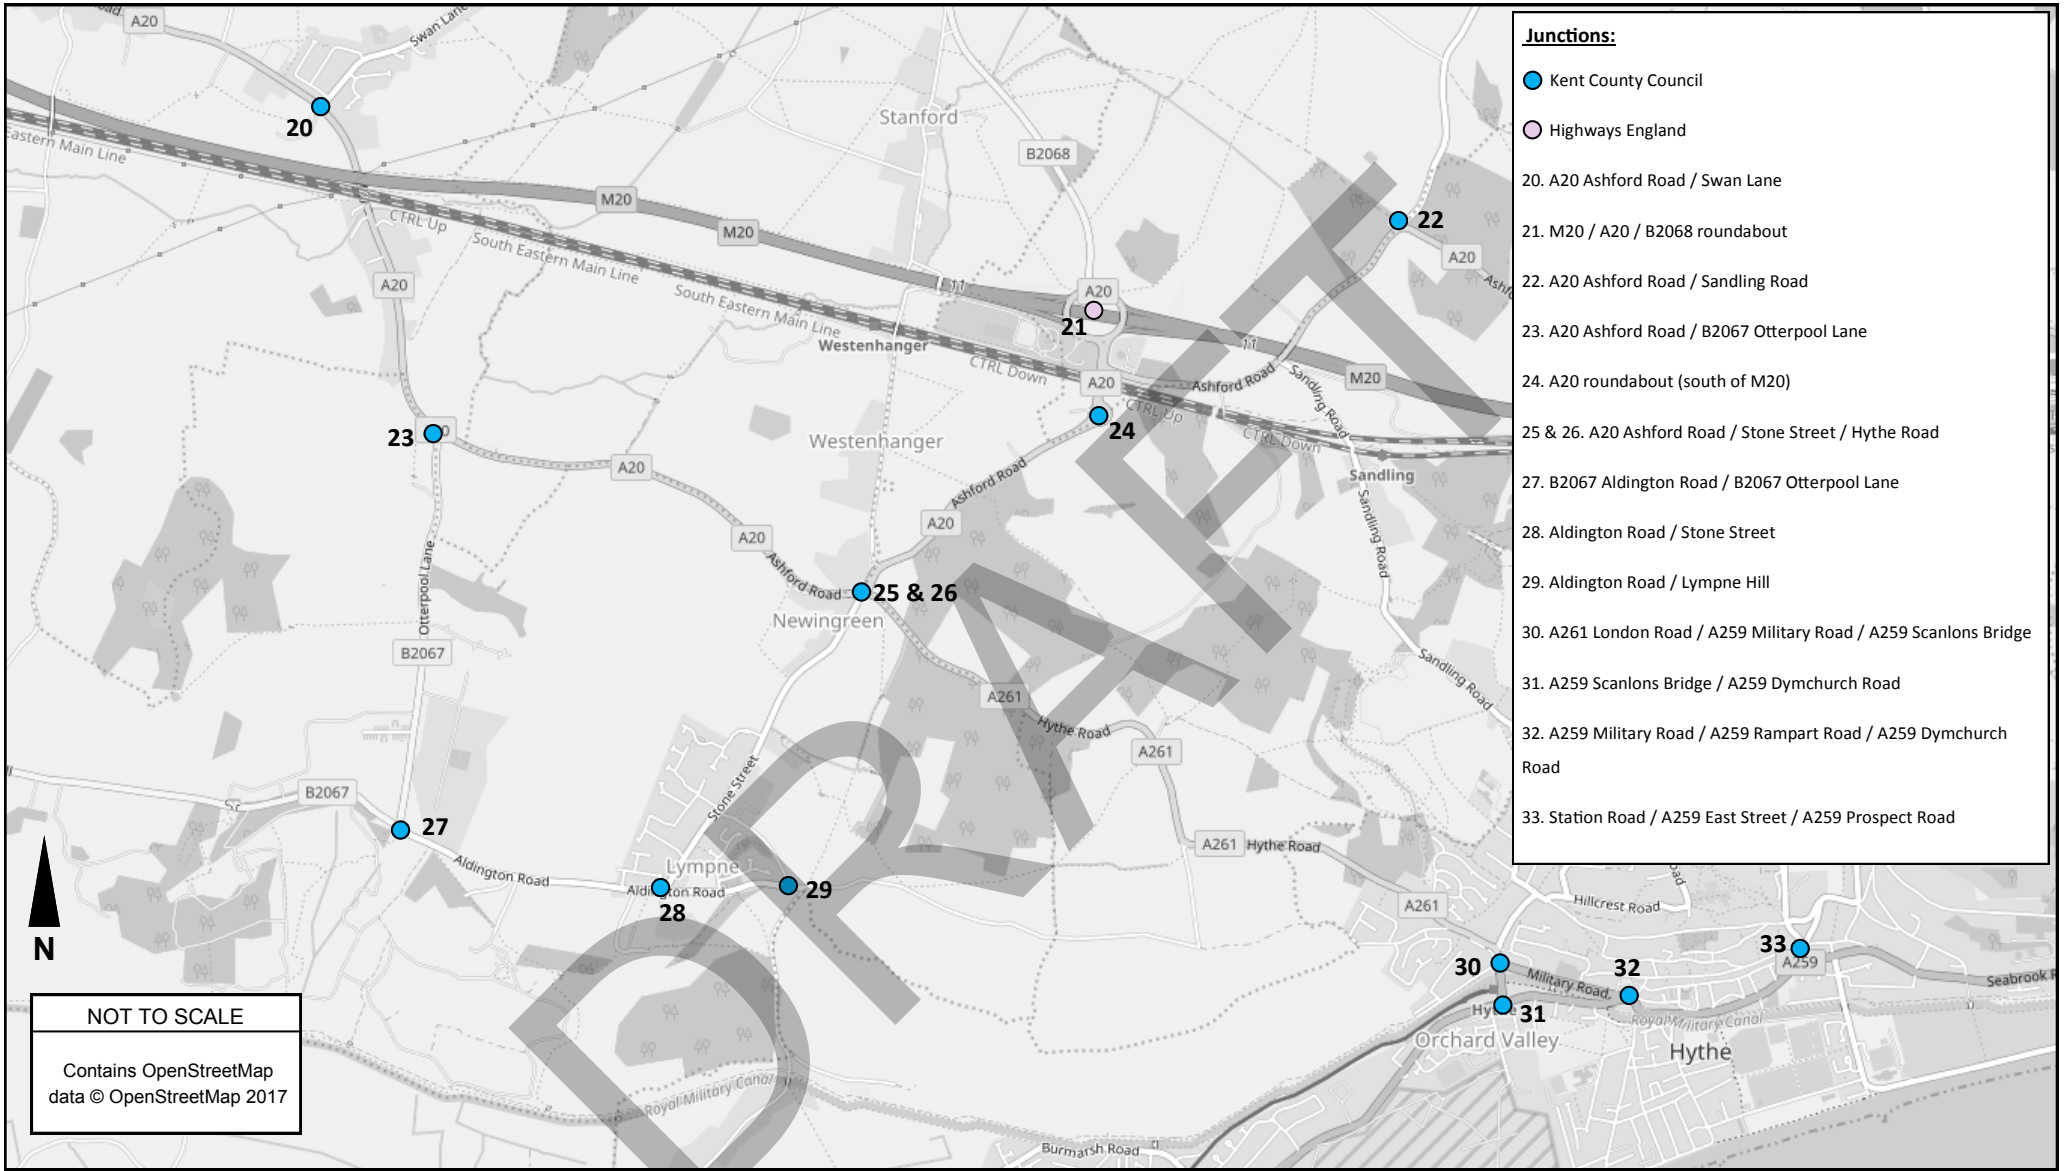 A20
Swan Lane
20
Eastern Main Line
M20
M20
CTRL Up
South Eastern Main Line
South Eastern Main Line
A20
Stanford
B2068
11
A20
21
Westenhanger
CTRL Down
A20
11
Ashford Road
CTRL Up
24
22
A20
M20
Sandling Road
CTRL Down
Sandling
Sandling Road
Sandling Road
23
A20
Westenhanger
Ashford Road
A20
A20
Ashford Road
25 & 26
Newingreen
Otterpool Lane
B2067
A261
Hythe Road
A261
Stone Street
B2067
27
Aldington Road
Lympne
Aldington Road
28
29
A261
Hythe Road
A261
Hillcrest Road
30
Military Road
32
33
A259
31
Hythe
Orchard Valley
Royal Military Canal
Hythe
Royal Military Canal
Burmarsh Road
DRAFT
N
NOT TO SCALE
Contains OpenStreetMap
data © OpenStreetMap 2017
Junctions:
Kent County Council
Highways England
20. A20 Ashford Road / Swan Lane
21. M20 / A20 / B2068 roundabout
22. A20 Ashford Road / Sandling Road
23. A20 Ashford Road / B2067 Otterpool Lane
24. A20 roundabout (south of M20)
25 & 26. A20 Ashford Road / Stone Street / Hythe Road
27. B2067 Aldington Road / B2067 Otterpool Lane
28. Aldington Road / Stone Street
29. Aldington Road / Lympne Hill
30. A261 London Road / A259 Military Road / A259 Scanlons Bridge
31. A259 Scanlons Bridge / A259 Dymchurch Road
32. A259 Military Road / A259 Rampart Road / A259 Dymchurch
Road
33. Station Road / A259 East Street / A259 Prospect Road